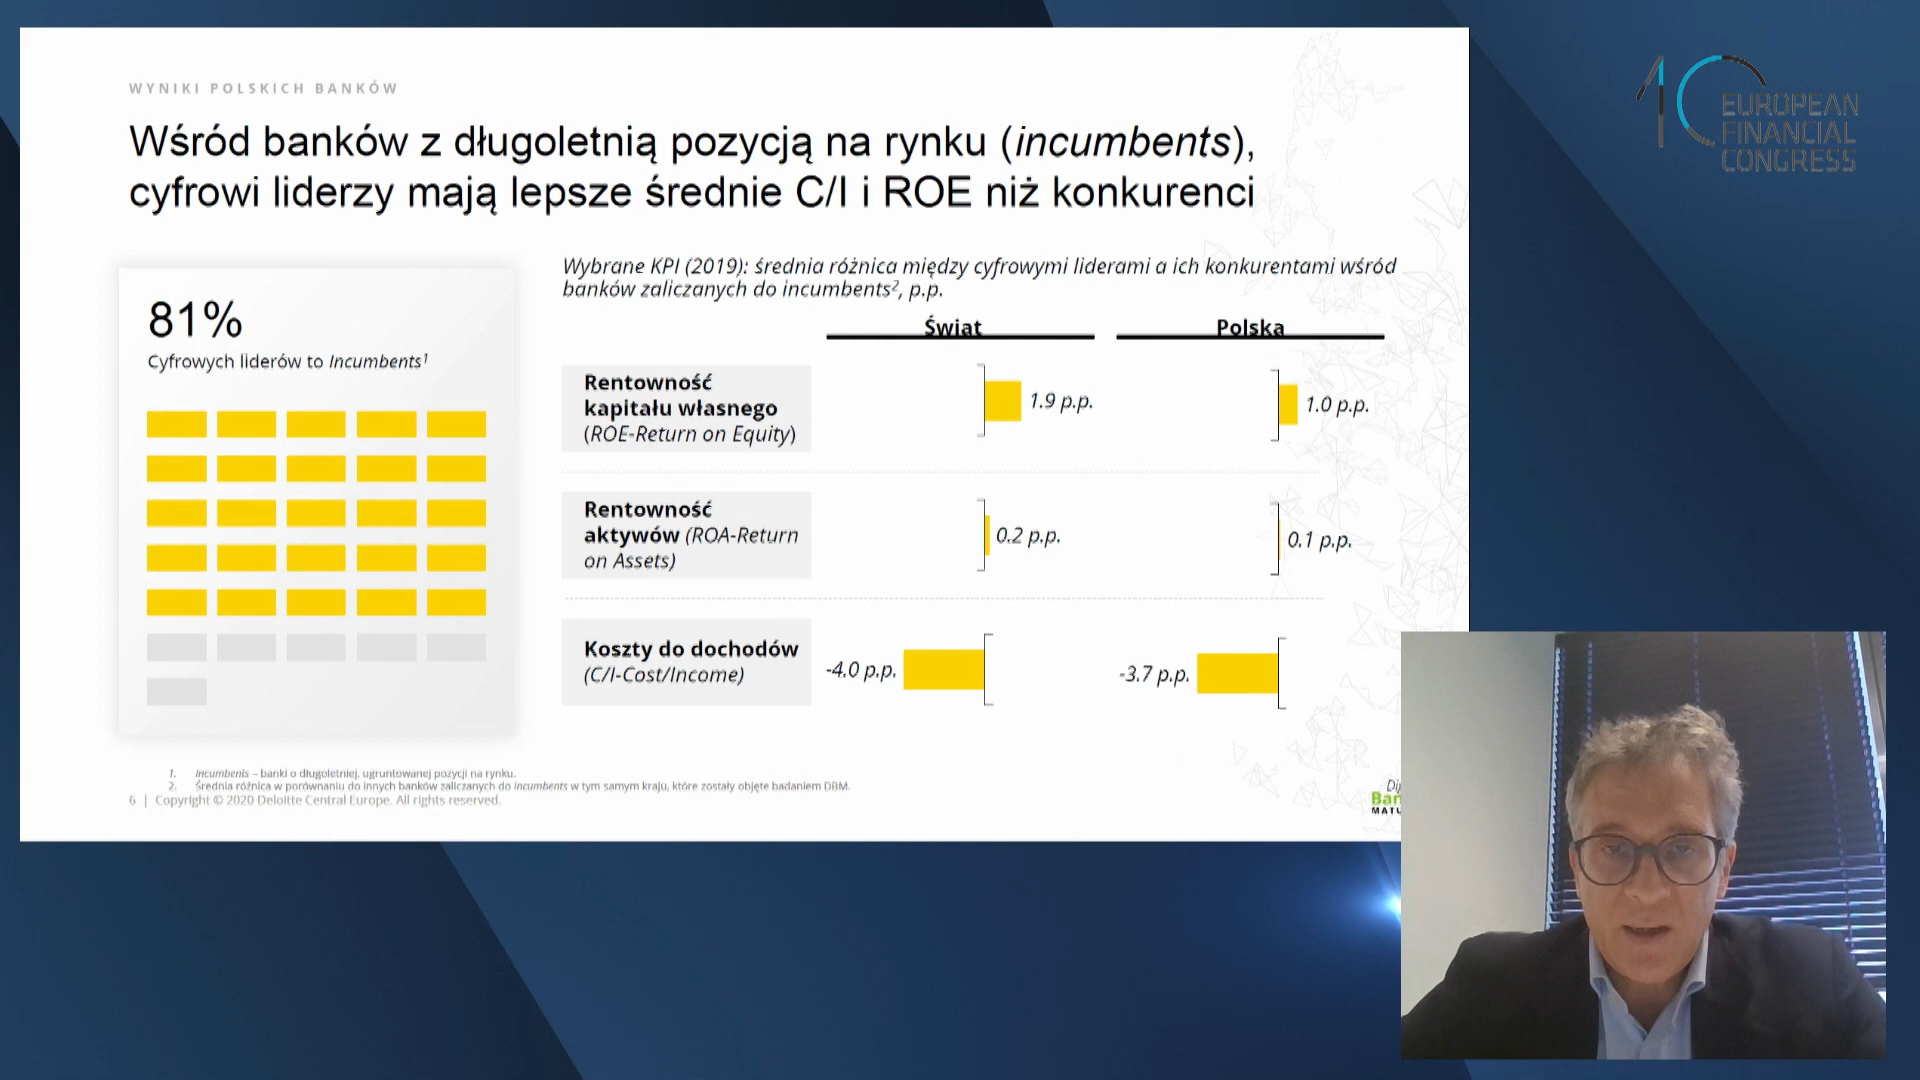 WYNIKI POLSKICH BANKÓW
Wśród banków z długoletnią pozycją na rynku (incumbents),
cyfrowi liderzy mają lepsze średnie C/I i ROE niż konkurenci
81%
Cyfrowych liderów to Incumbents¹
Wybrane KPI (2019): średnia różnica między cyfrowymi liderami a ich konkurentami wśród
banków zaliczanych do incumbents², p.p.
Świat
Polska
Rentowność
kapitału własnego
(ROE-Return on Equity)
1.9 p.p.
1.0 p.p.
Rentowność
aktywów (ROA-Return
on Assets)
0.2 p.p.
0.1 p.p.
Koszty do dochodów
(C/I-Cost/Income)
-4.0 p.p.
-3.7 p.p.
1. Incumbents – banki o długoletniej, ugruntowanej pozycji na rynku.
2. Średnia różnica w porównaniu do innych banków zaliczanych do incumbents w tym samym kraju, które zostały objęte badaniem DBM.
6 | Copyright © 2020 Deloitte Central Europe. All rights reserved.
10
EUROPEAN
FINANCIAL
CONGRESS